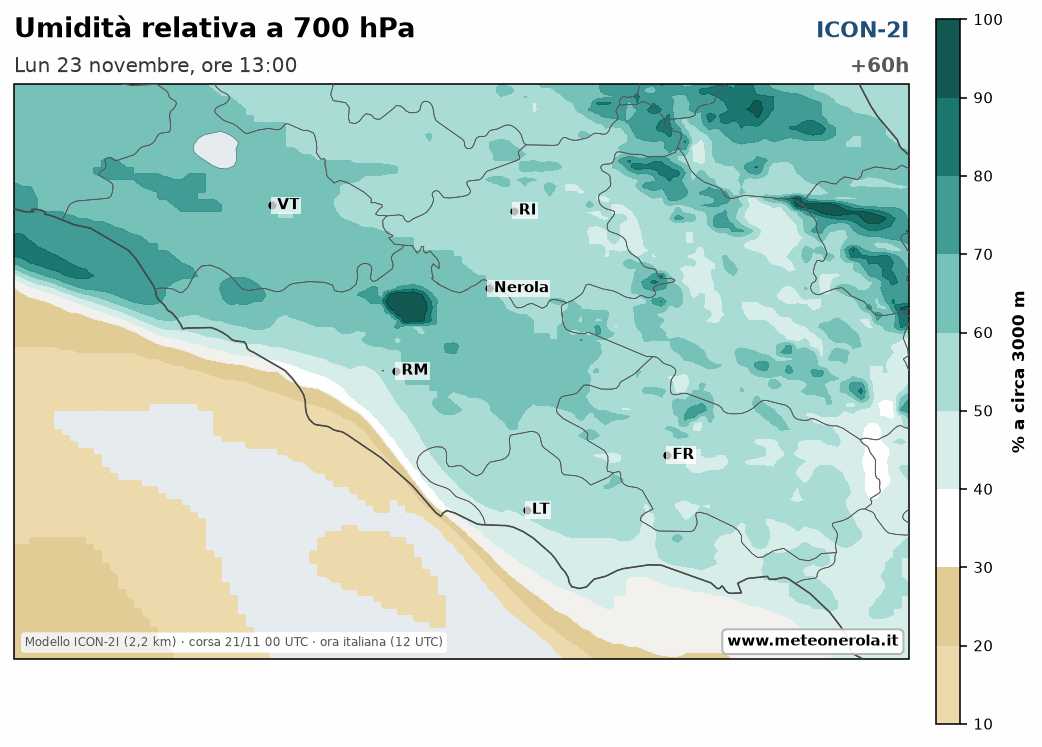 Umidità relativa a 700 hPa
ICON-2I
Lun 23 novembre, ore 13:00
+60h
100
90
80
70
60
50
40
30
20
10
% a circa 3000 m
VT
RI
Nerola
RM
FR
LT
Modello ICON-2I (2,2 km) · corsa 21/11 00 UTC · ora italiana (12 UTC)
www.meteonerola.it